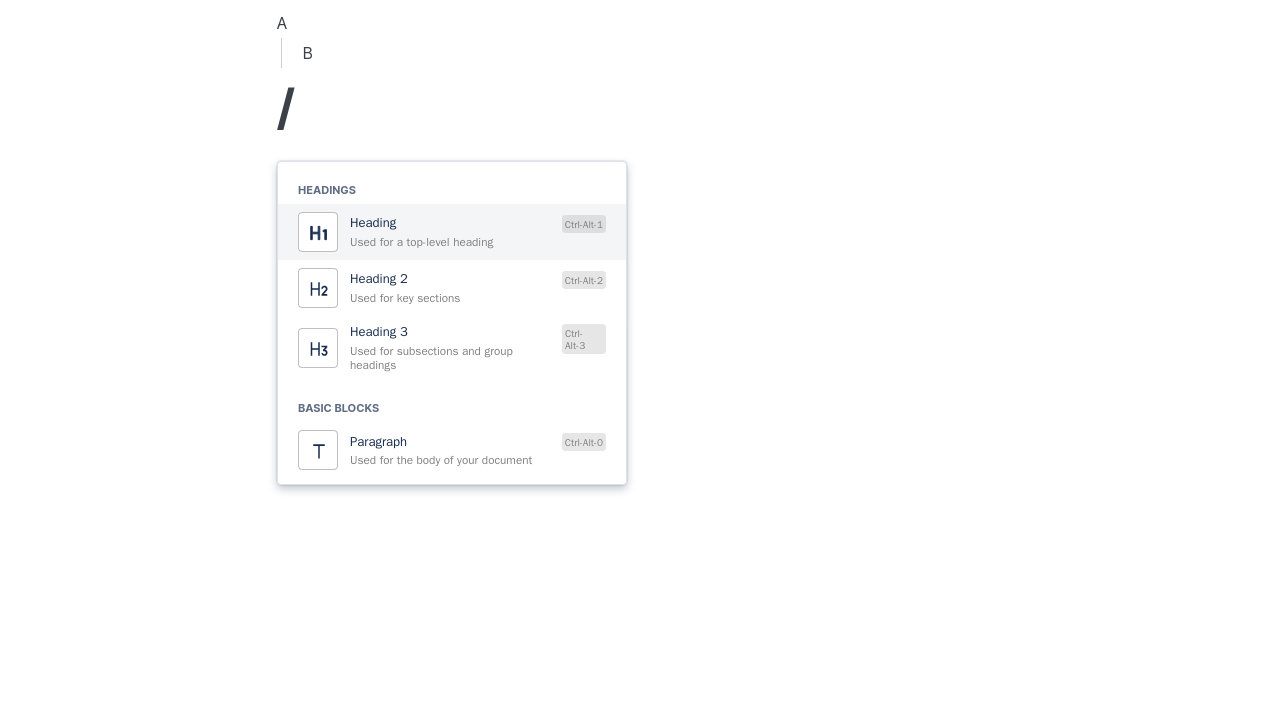 A
B
/
HEADINGS
H1 Heading Ctrl-Alt-1
Used for a top-level heading
H2 Heading 2 Ctrl-Alt-2
Used for key sections
H3 Heading 3 Ctrl-
Alt-3
Used for subsections and group
headings
BASIC BLOCKS
T Paragraph Ctrl-Alt-0
Used for the body of your document